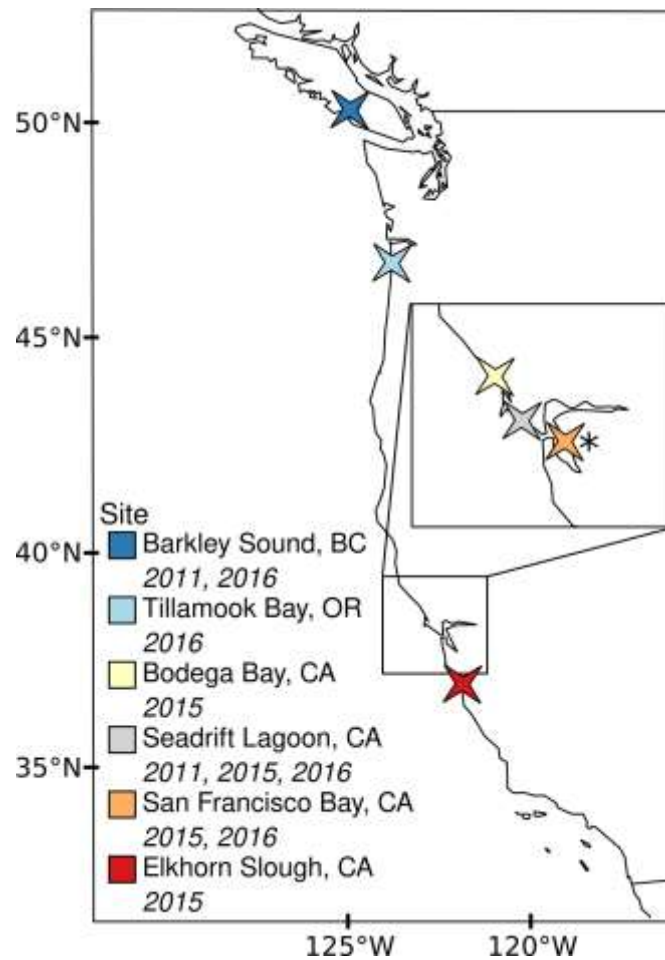 50°N
45°N
*
Site
Barkley Sound, BC
2011, 2016
40°N
Tillamook Bay, OR
2016
Bodega Bay, CA
2015
Seadrift Lagoon, CA
2011, 2015, 2016
35°N
San Francisco Bay, CA
2015, 2016
Elkhorn Slough, CA
2015
125°W 120°W